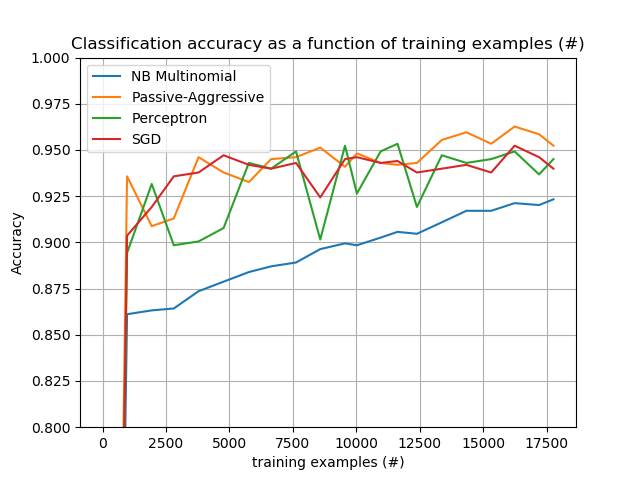 Classification accuracy as a function of training examples (#)
NB Multinomial
Passive-Aggressive
Perceptron
SGD
1.000
0.975
0.950
0.925
0.900
0.875
0.850
0.825
0.800
Accuracy
0 2500 5000 7500 10000 12500 15000 17500
training examples (#)